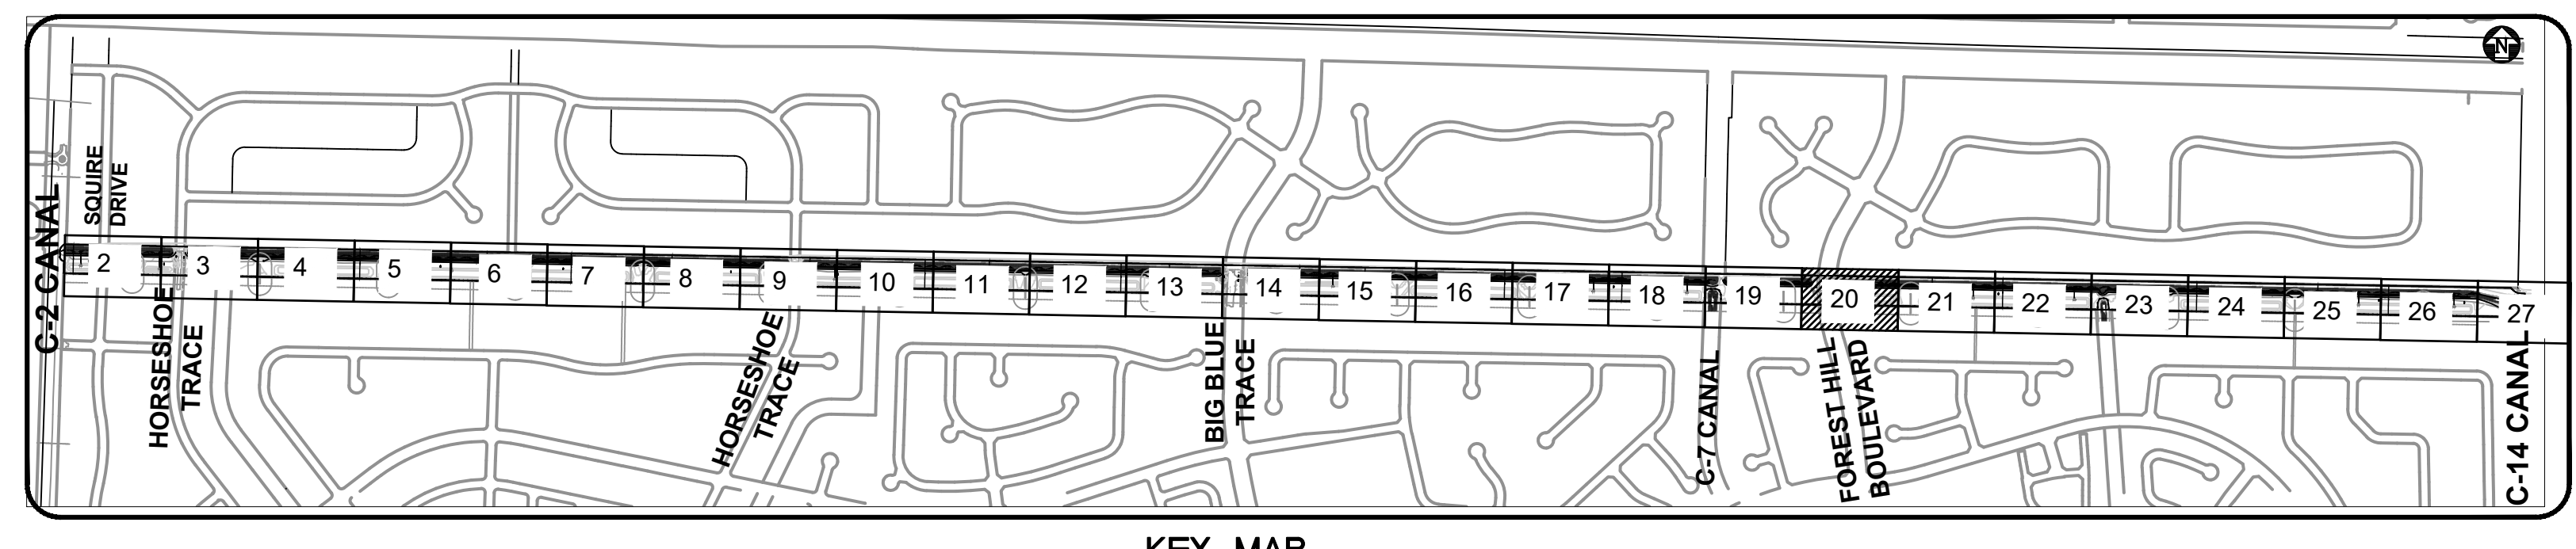 N
SQUIRE
DRIVE
C-2 CANAL
2 3 4 5 6 7 8 9 10 11 12 13 14 15 16 17 18 19 20 21 22 23 24 25 26 27
HORSESHOE
TRACE
HORSESHOE
TRACE
BIG BLUE
TRACE
C-7 CANAL
FOREST HILL
BOULEVARD
C-14 CANAL
KEY MAP